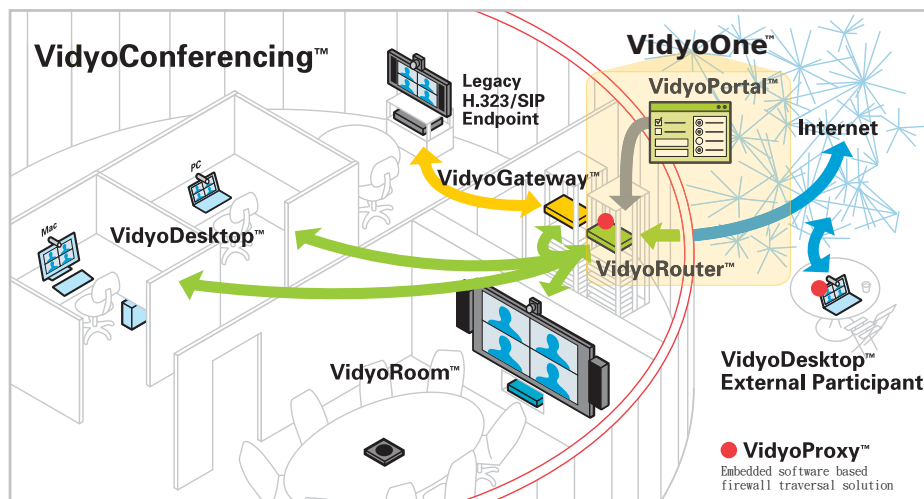 VidyoConferencing™
VidyoOne™
VidyoPortal™
Legacy
H.323/SIP
Endpoint
Internet
PC
VidyoGateway™
Mac
VidyoDesktop™
VidyoRouter™
VidyoRoom™
VidyoDesktop™
External Participant
VidyoProxy™
Embedded software based
firewall traversal solution